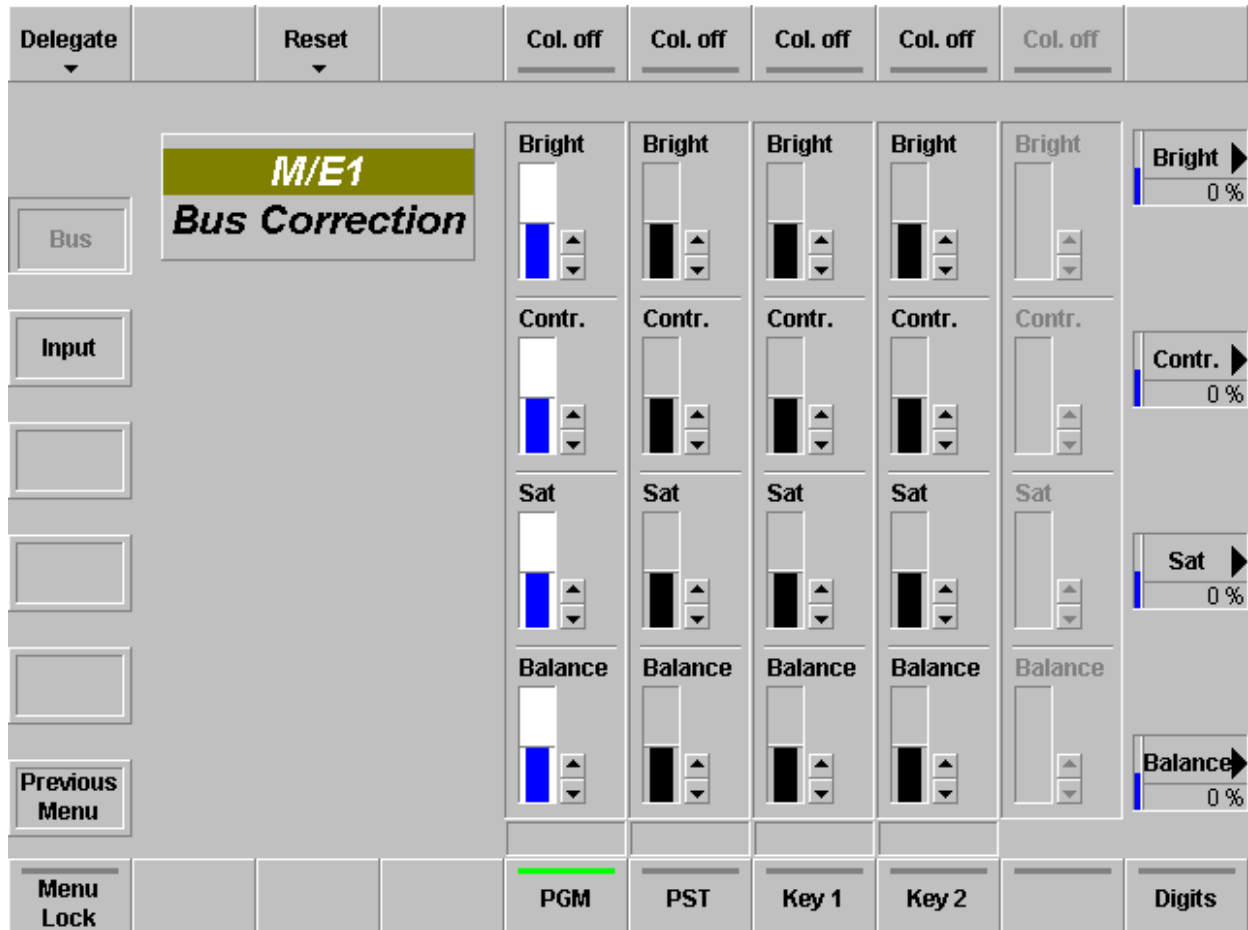 Delegate Reset Col. off Col. off Col. off Col. off Col. off
M/E1
Bus Correction
Bus
Input
Previous
Menu
Bright Bright Bright Bright Bright
Contr. Contr. Contr. Contr. Contr.
Sat Sat Sat Sat Sat
Balance Balance Balance Balance Balance
Bright
0 %
Contr.
0 %
Sat
0 %
Balance
0 %
Menu
Lock
PGM PST Key 1 Key 2 Digits